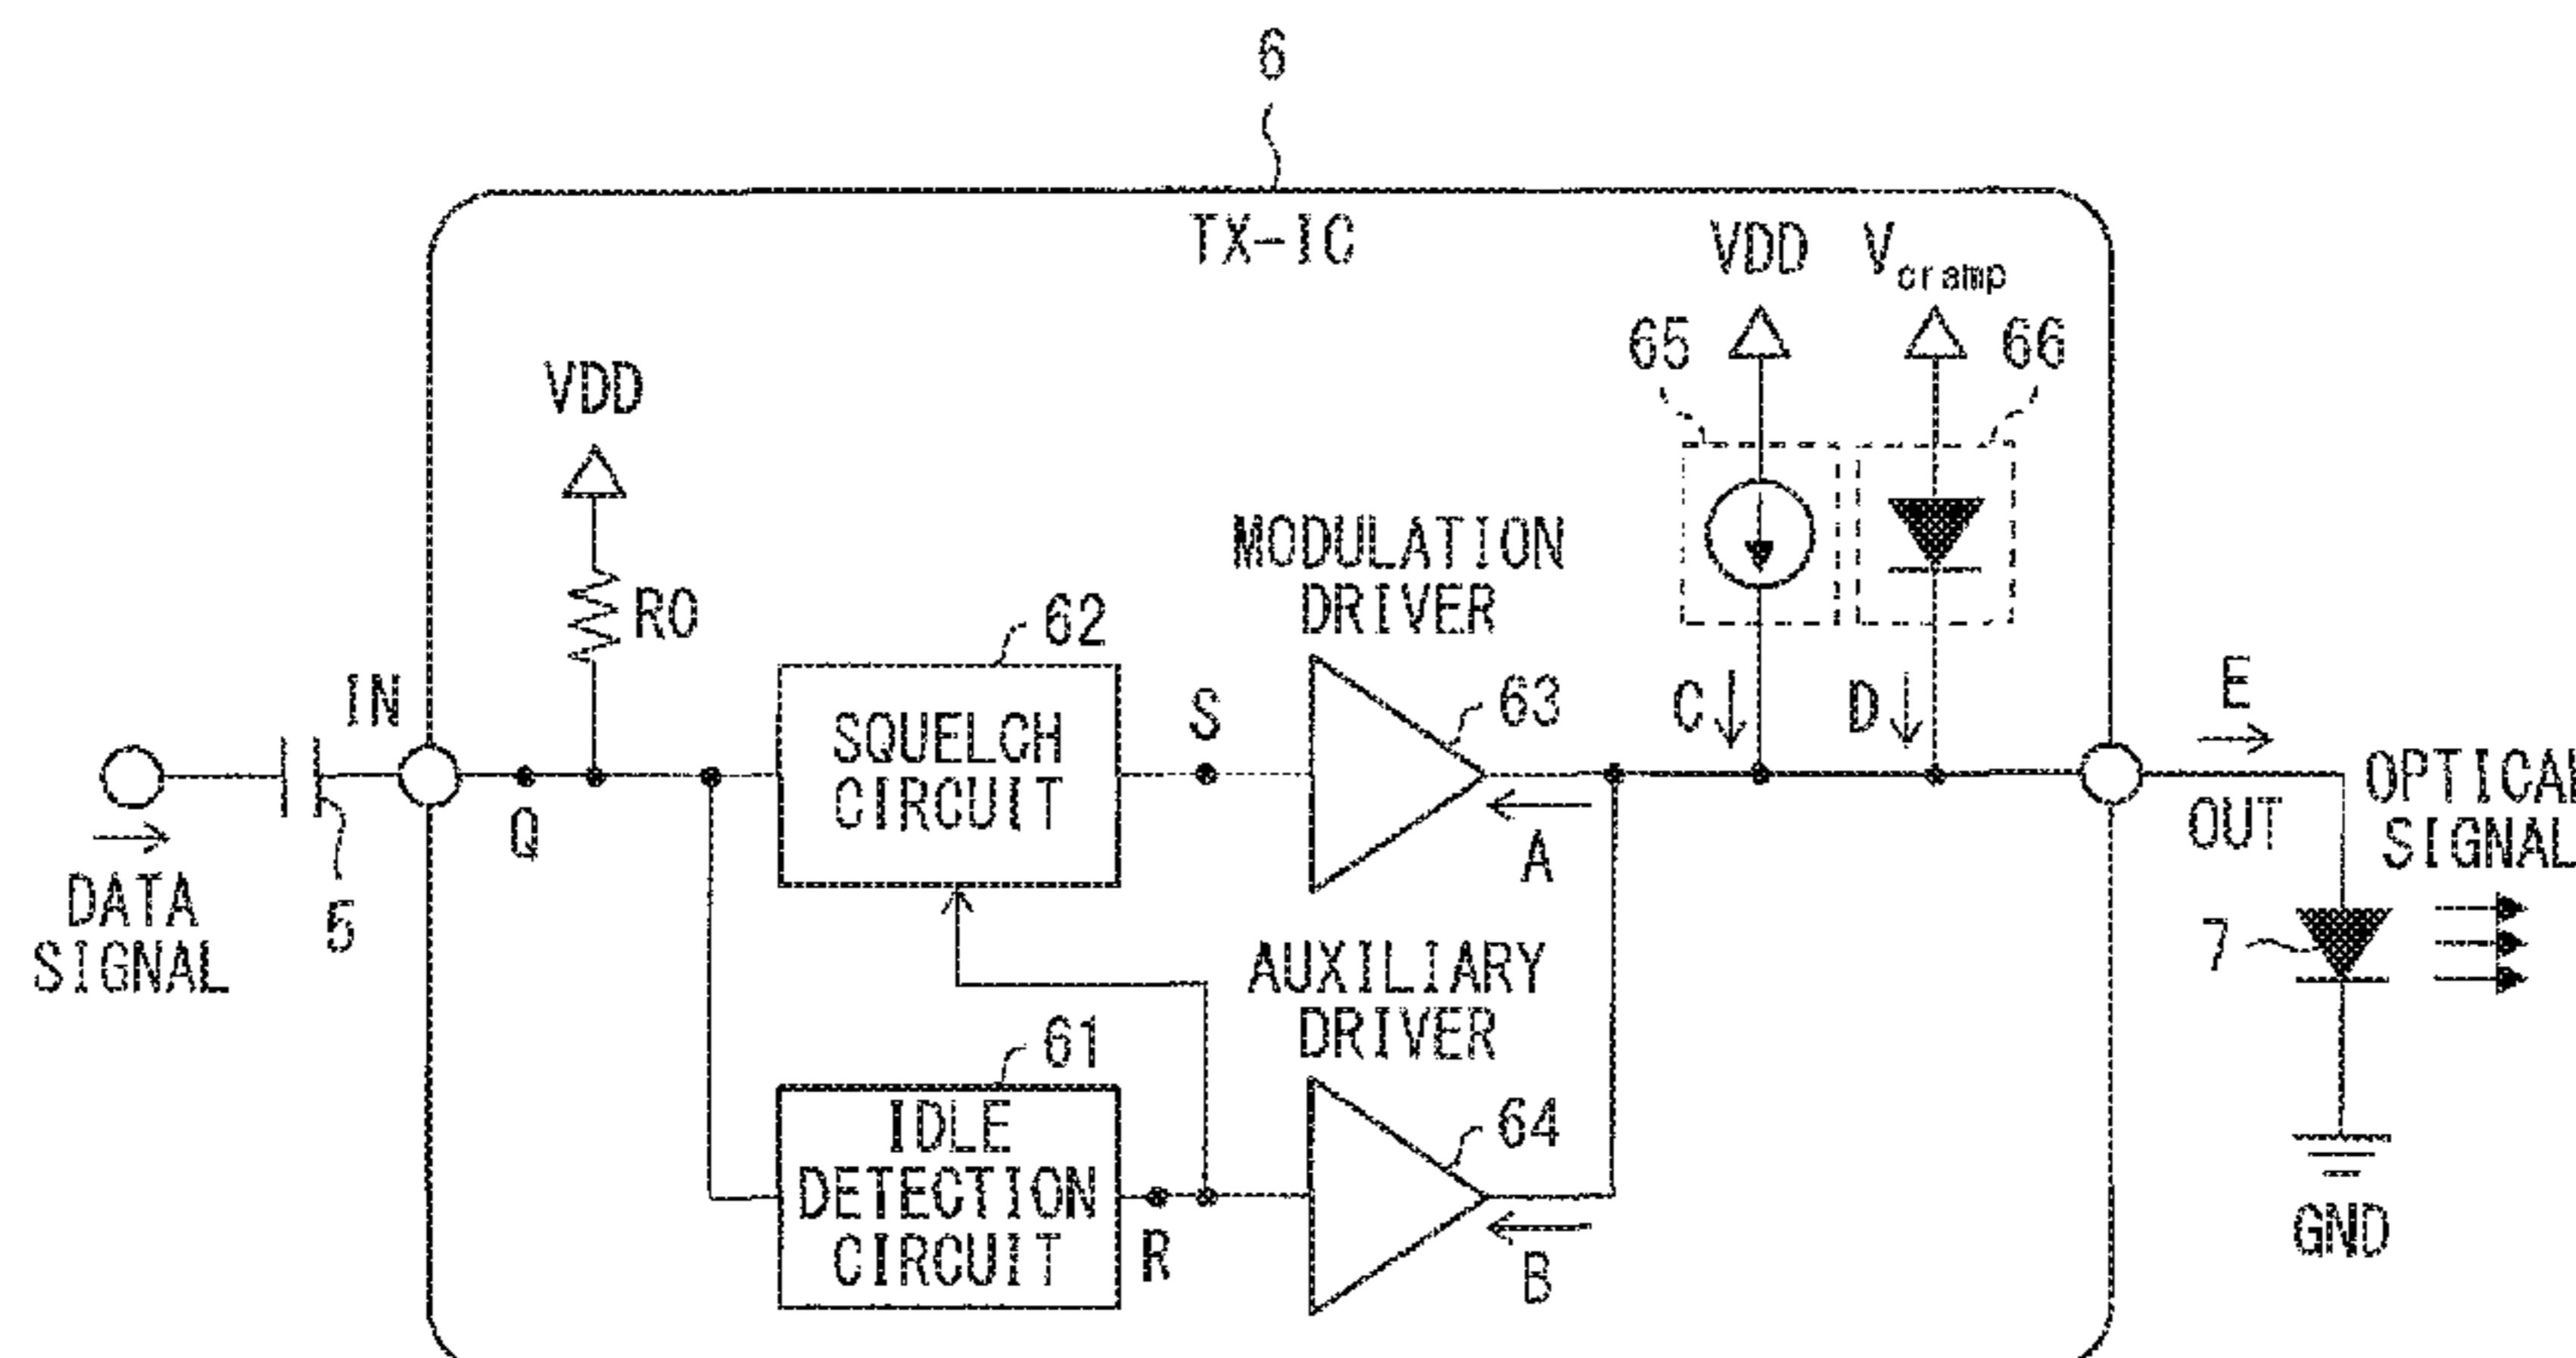 6
TX-IC
VDD
Vcramp
65
66
VDD
R0
MODULATION
DRIVER
62
63
IN
S
C
D
E
SQUELCH
CIRCUIT
Q
A
OUT
DATA
SIGNAL
5
7
AUXILIARY
DRIVER
61
64
IDLE
DETECTION
CIRCUIT
R
B
GND
SIGNAL